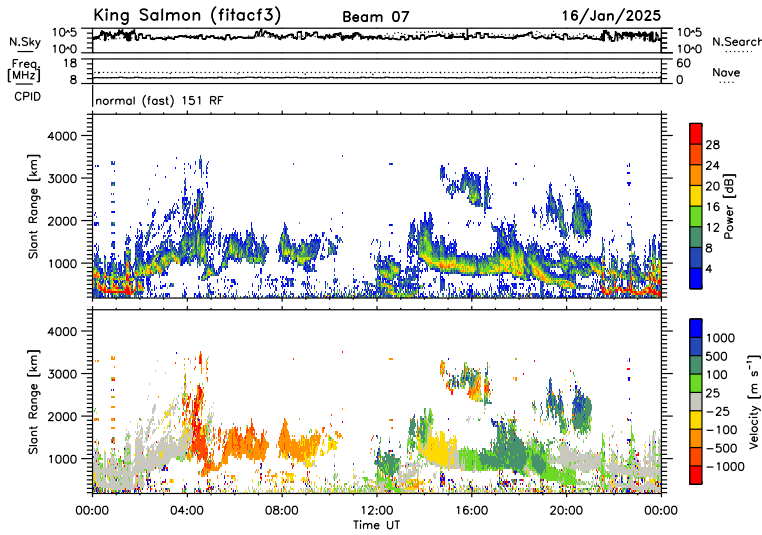 King Salmon (fitacf3) Beam 07 16/Jan/2025
N.Sky 10^5 10^0 10^5 10^0 N.Search
Freq. [MHz] 18 8 60 0 Nave
CPID normal (fast) 151 RF
Slant Range [km] 4000 3000 2000 1000
28 24 20 16 12 8 4 Power [dB]
Slant Range [km] 4000 3000 2000 1000
1000 500 100 25 -25 -100 -500 -1000 Velocity [m s^-1]
00:00 04:00 08:00 12:00 16:00 20:00 00:00
Time UT